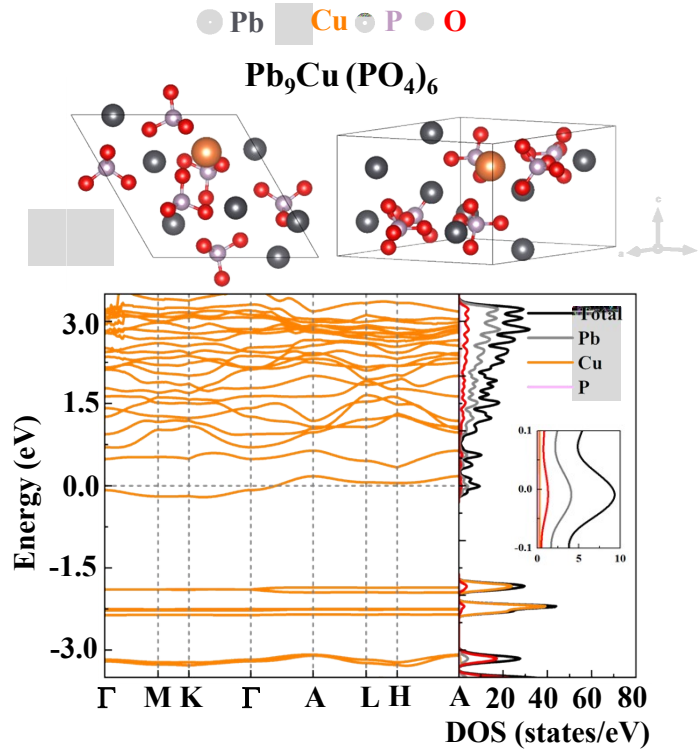 Pb Cu P O
Pb₉Cu(PO₄)₆
c
a
3.0
1.5
0.0
-1.5
-3.0
Energy (eV)
Γ M K Γ A L H A
Total
Pb
Cu
P
0.1
0.0
-0.1
0 5 10
20 40 60 80
DOS (states/eV)